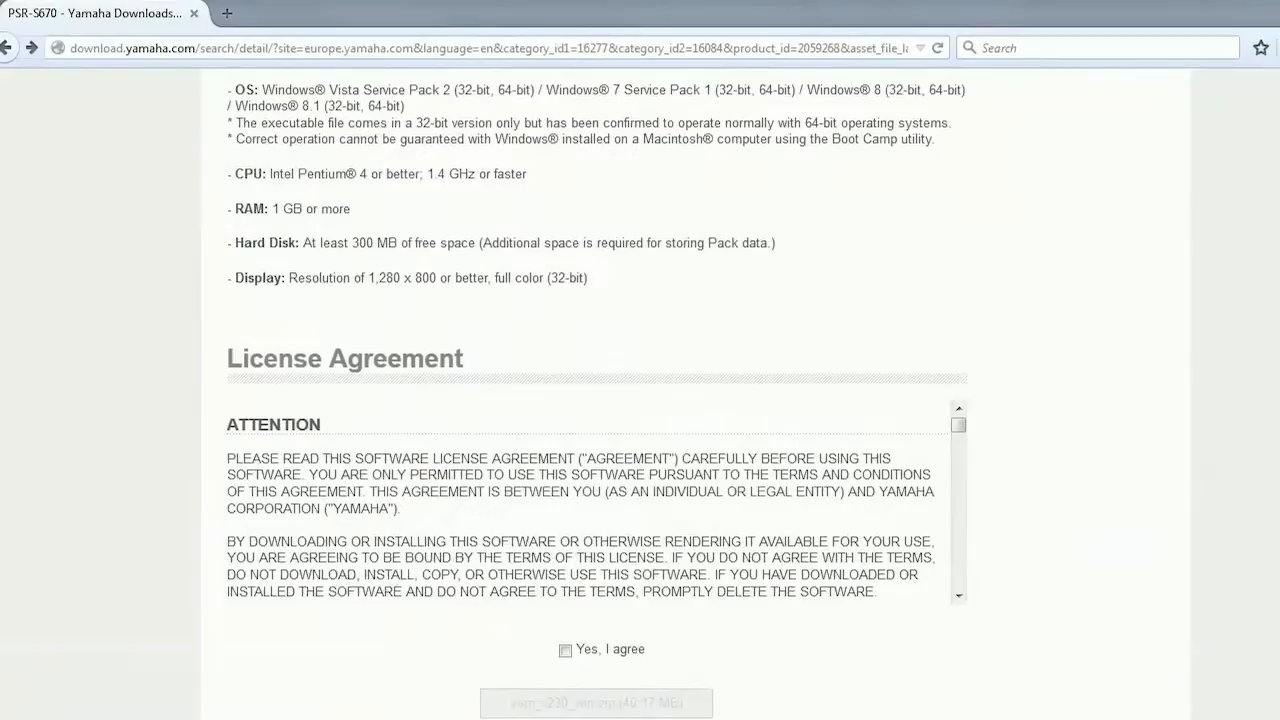 PSR-S670 - Yamaha Downloads...
download.yamaha.com/search/detail/?site=europe.yamaha.com&language=en&category_id1=16277&category_id2=16084&product_id=2059268&asset_file_
Search
- OS: Windows® Vista Service Pack 2 (32-bit, 64-bit) / Windows® 7 Service Pack 1 (32-bit, 64-bit) / Windows® 8 (32-bit, 64-bit)
/ Windows® 8.1 (32-bit, 64-bit)
* The executable file comes in a 32-bit version only but has been confirmed to operate normally with 64-bit operating systems.
* Correct operation cannot be guaranteed with Windows® installed on a Macintosh® computer using the Boot Camp utility.
- CPU: Intel Pentium® 4 or better; 1.4 GHz or faster
- RAM: 1 GB or more
- Hard Disk: At least 300 MB of free space (Additional space is required for storing Pack data.)
- Display: Resolution of 1,280 x 800 or better, full color (32-bit)
License Agreement
ATTENTION
PLEASE READ THIS SOFTWARE LICENSE AGREEMENT ("AGREEMENT") CAREFULLY BEFORE USING THIS
SOFTWARE. YOU ARE ONLY PERMITTED TO USE THIS SOFTWARE PURSUANT TO THE TERMS AND CONDITIONS
OF THIS AGREEMENT. THIS AGREEMENT IS BETWEEN YOU (AS AN INDIVIDUAL OR LEGAL ENTITY) AND YAMAHA
CORPORATION ("YAMAHA").
BY DOWNLOADING OR INSTALLING THIS SOFTWARE OR OTHERWISE RENDERING IT AVAILABLE FOR YOUR USE,
YOU ARE AGREEING TO BE BOUND BY THE TERMS OF THIS LICENSE. IF YOU DO NOT AGREE WITH THE TERMS,
DO NOT DOWNLOAD, INSTALL, COPY, OR OTHERWISE USE THIS SOFTWARE. IF YOU HAVE DOWNLOADED OR
INSTALLED THE SOFTWARE AND DO NOT AGREE TO THE TERMS, PROMPTLY DELETE THE SOFTWARE.
Yes, I agree